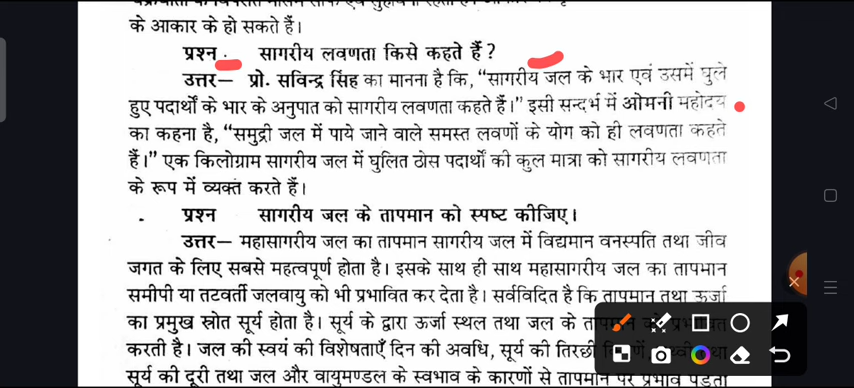 के आकार के हो सकते हैं।
प्रश्न . सागरीय लवणता किसे कहते हैं ?
उत्तर— प्रो. सविन्द्र सिंह का मानना है कि, “सागरीय जल के भार एवं उसमें घुले
हुए पदार्थों के भार के अनुपात को सागरीय लवणता कहते हैं।” इसी सन्दर्भ में ओमनी महोदय
का कहना है, “समुद्री जल में पाये जाने वाले समस्त लवणों के योग को ही लवणता कहते
हैं।” एक किलोग्राम सागरीय जल में घुलित ठोस पदार्थों की कुल मात्रा को सागरीय लवणता
के रूप में व्यक्त करते हैं।
. प्रश्न सागरीय जल के तापमान को स्पष्ट कीजिए।
उत्तर— महासागरीय जल का तापमान सागरीय जल में विद्यमान वनस्पति तथा जीव
जगत के लिए सबसे महत्वपूर्ण होता है। इसके साथ ही साथ महासागरीय जल का तापमान
समीपी या तटवर्ती जलवायु को भी प्रभावित कर देता है। सर्वविदित है कि तापमान तथा ऊर्जा
का प्रमुख स्रोत सूर्य होता है। सूर्य के द्वारा ऊर्जा स्थल तथा जल के तापमान को प्रभावित
करती है। जल की स्वयं की विशेषताएँ दिन की अवधि, सूर्य की तिरछी
सूर्य की दूरी तथा जल और वायुमण्डल के स्वभाव के कारणों से तापमान पर प्रभाव पड़ता